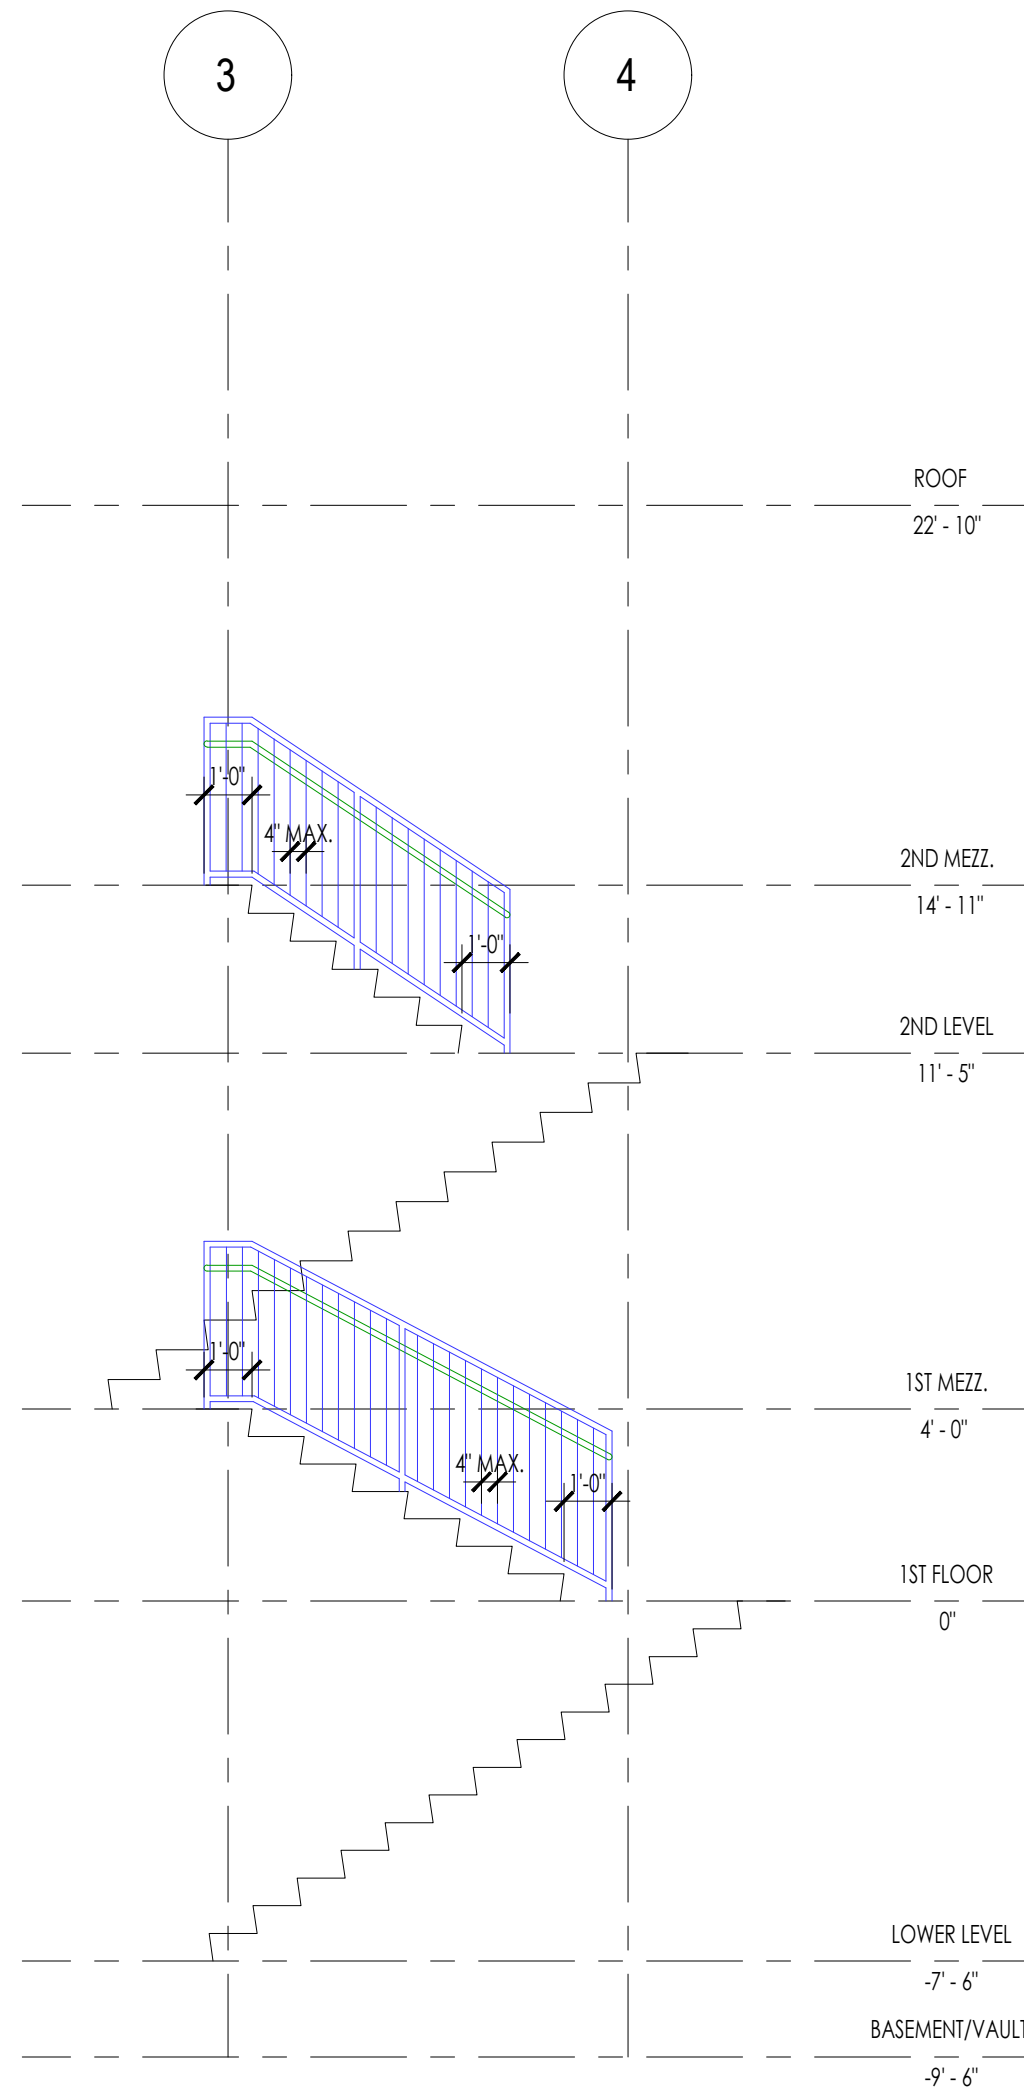 3
4
ROOF
22' - 10"
1'-0"
4" MAX.
2ND MEZZ.
14' - 11"
1'-0"
2ND LEVEL
11' - 5"
1'-0"
1ST MEZZ.
4' - 0"
4" MAX.
1'-0"
1ST FLOOR
0"
LOWER LEVEL
-7' - 6"
BASEMENT/VAULT
-9' - 6"